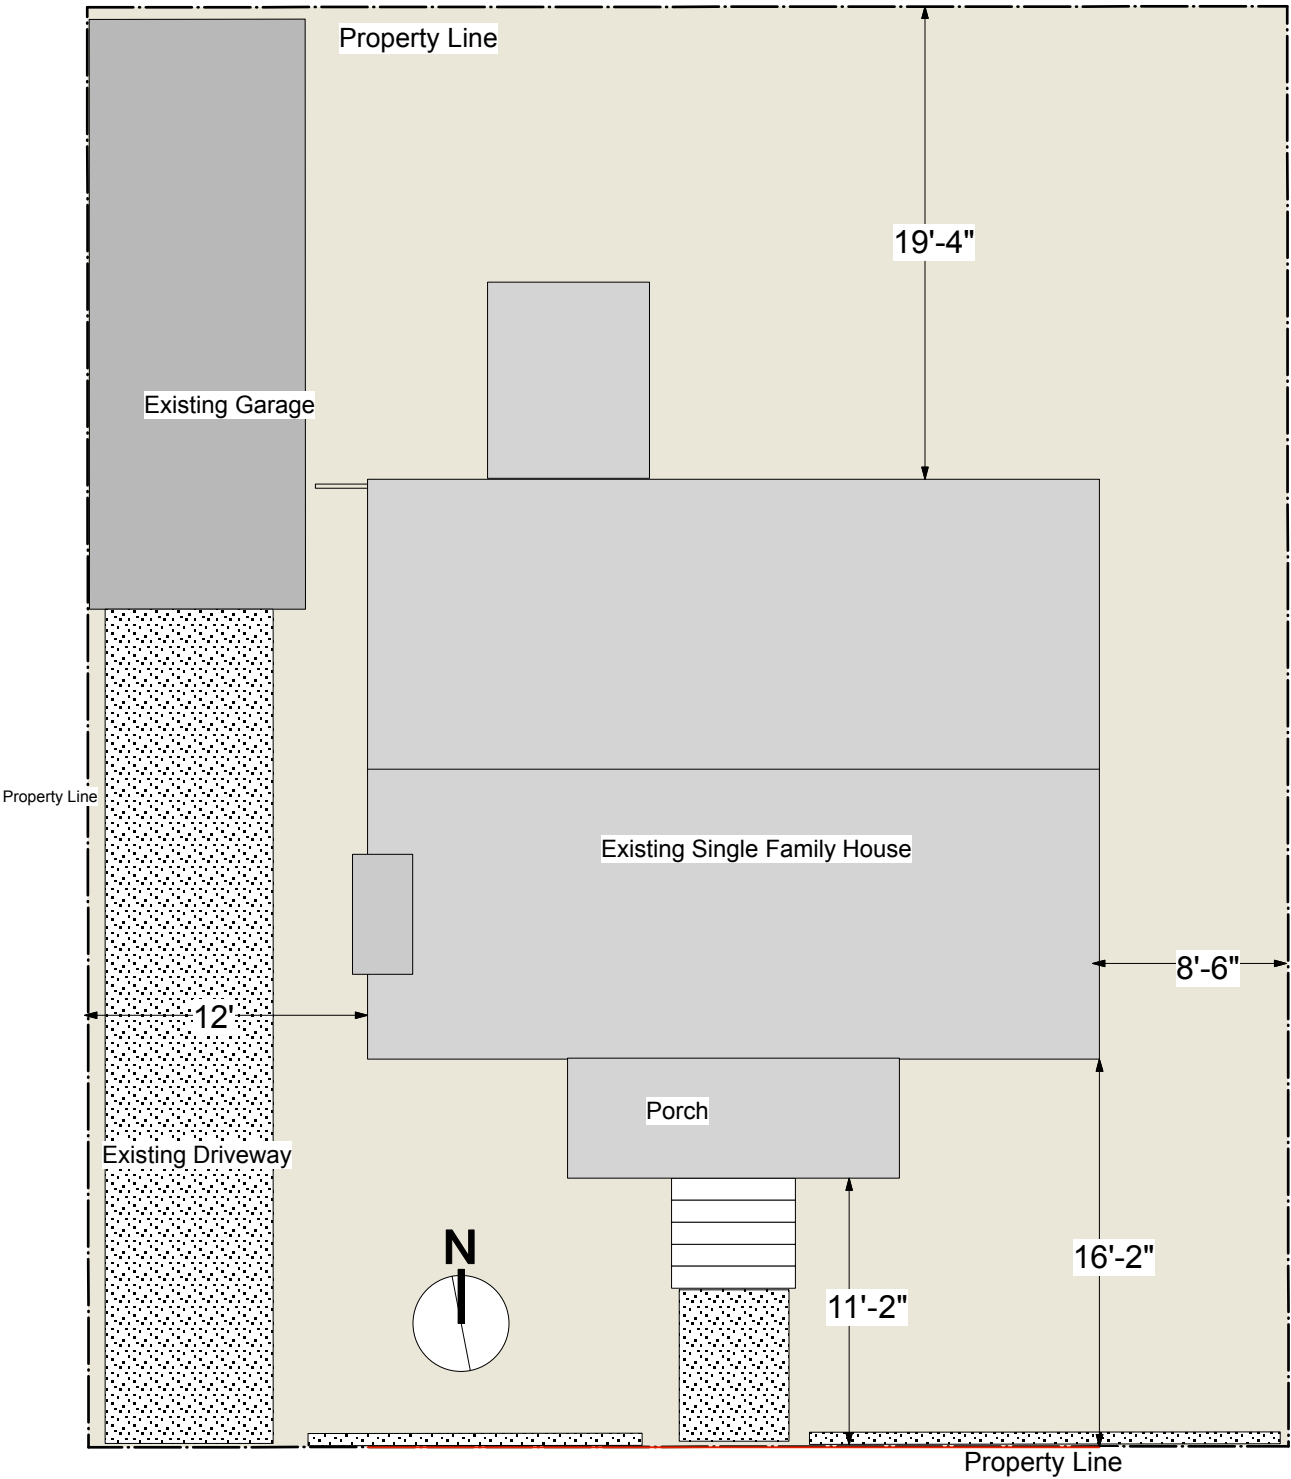 Property Line
19'-4"
Existing Garage
Property Line
Existing Single Family House
8'-6"
12'
Porch
Existing Driveway
N
16'-2"
11'-2"
Property Line